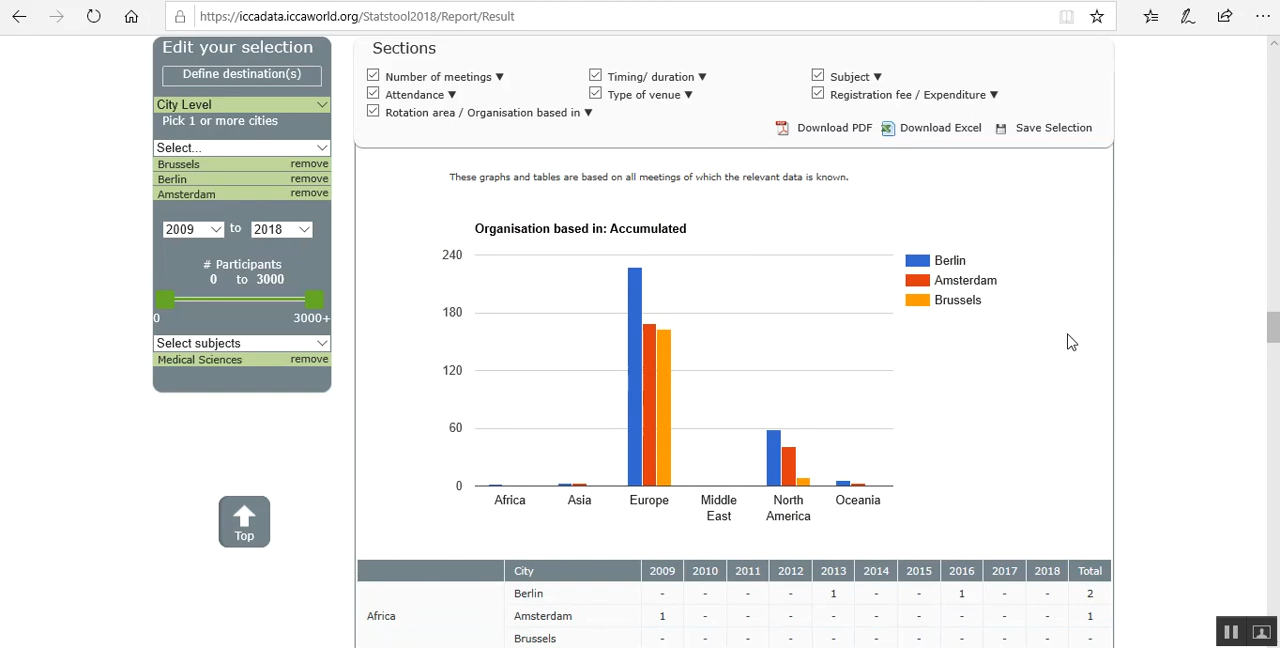 https://iccadata.iccaworld.org/Statstool2018/Report/Result
Edit your selection
Define destination(s)
City Level
Pick 1 or more cities
Select...
Brussels remove
Berlin remove
Amsterdam remove
2009 to 2018
# Participants
0 to 3000
0 3000+
Select subjects
Medical Sciences remove
Top
Sections
Number of meetings ▼ Timing/ duration ▼ Subject ▼
Attendance ▼ Type of venue ▼ Registration fee / Expenditure ▼
Rotation area / Organisation based in ▼
Download PDF Download Excel Save Selection
These graphs and tables are based on all meetings of which the relevant data is known.
Organisation based in: Accumulated
240
180
120
60
0
Africa Asia Europe Middle East North America Oceania
Berlin
Amsterdam
Brussels
City 2009 2010 2011 2012 2013 2014 2015 2016 2017 2018 Total
Berlin - - - - 1 - - 1 - - 2
Africa Amsterdam 1 - - - - - - - - - 1
Brussels - - - - - - - - - - -